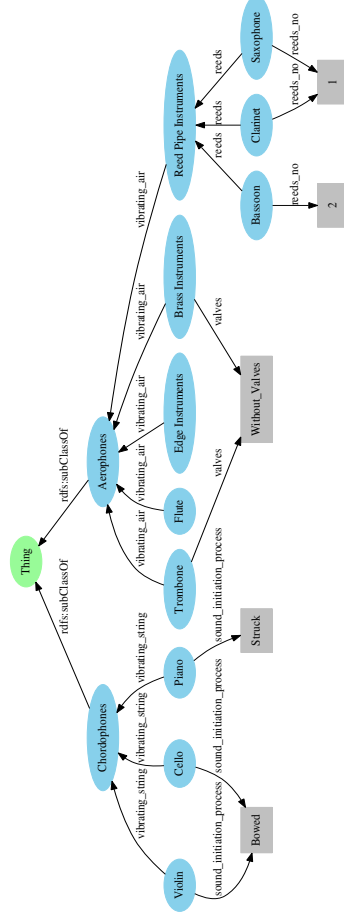 Thing
rdfs:subClassOf
rdfs:subClassOf
Chordophones
Aerophones
vibrating_string
vibrating_string
vibrating_string
vibrating_air
vibrating_air
vibrating_air
vibrating_air
vibrating_air
Violin
Cello
Piano
Trombone
Flute
Edge Instruments
Brass Instruments
Reed Pipe Instruments
sound_initiation_process
sound_initiation_process
sound_initiation_process
valves
valves
reeds
reeds
reeds
Bowed
Struck
Without_Valves
Bassoon
Clarinet
Saxophone
reeds_no
reeds_no
reeds_no
2
1